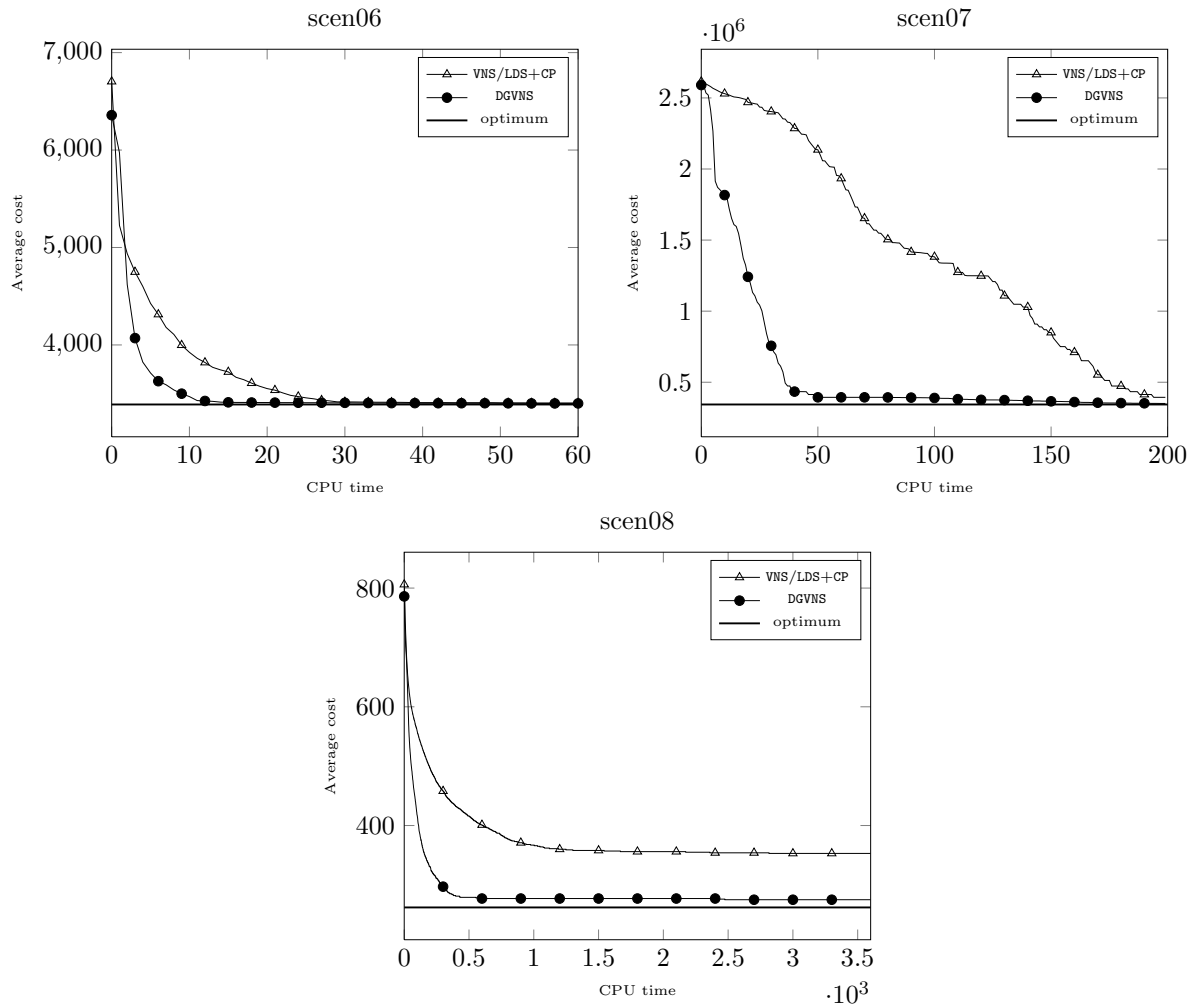 scen06
7,000
6,000
5,000
4,000
0 10 20 30 40 50 60
Average cost
CPU time
VNS/LDS+CP
DGVNS
optimum
scen07
·10^6
2.5
2
1.5
1
0.5
0 50 100 150 200
Average cost
CPU time
VNS/LDS+CP
DGVNS
optimum
scen08
800
600
400
0 0.5 1 1.5 2 2.5 3 3.5
Average cost
CPU time
·10^3
VNS/LDS+CP
DGVNS
optimum